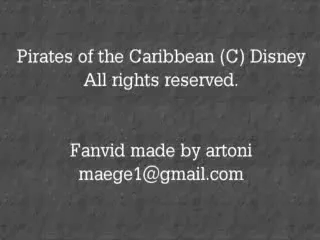 Pirates of the Caribbean (C) Disney
All rights reserved.
Fanvid made by artoni
maege1@gmail.com